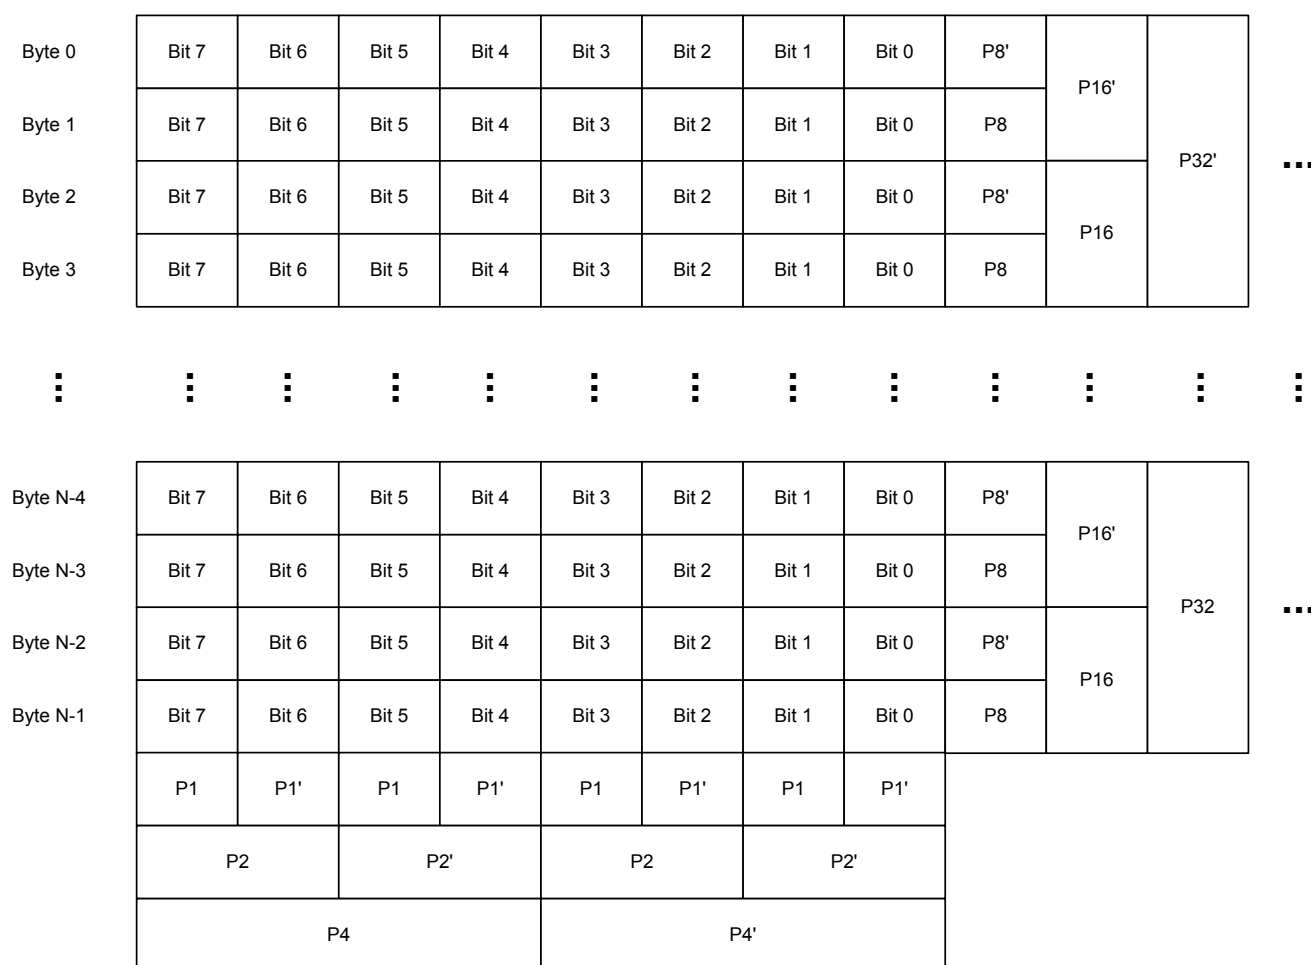 Byte 0 Bit 7 Bit 6 Bit 5 Bit 4 Bit 3 Bit 2 Bit 1 Bit 0 P8'
P16'
Byte 1 Bit 7 Bit 6 Bit 5 Bit 4 Bit 3 Bit 2 Bit 1 Bit 0 P8
P32' ...
Byte 2 Bit 7 Bit 6 Bit 5 Bit 4 Bit 3 Bit 2 Bit 1 Bit 0 P8'
P16
Byte 3 Bit 7 Bit 6 Bit 5 Bit 4 Bit 3 Bit 2 Bit 1 Bit 0 P8
⋮ ⋮ ⋮ ⋮ ⋮ ⋮ ⋮ ⋮ ⋮ ⋮ ⋮ ⋮ ⋮
Byte N-4 Bit 7 Bit 6 Bit 5 Bit 4 Bit 3 Bit 2 Bit 1 Bit 0 P8'
P16'
Byte N-3 Bit 7 Bit 6 Bit 5 Bit 4 Bit 3 Bit 2 Bit 1 Bit 0 P8
P32 ...
Byte N-2 Bit 7 Bit 6 Bit 5 Bit 4 Bit 3 Bit 2 Bit 1 Bit 0 P8'
P16
Byte N-1 Bit 7 Bit 6 Bit 5 Bit 4 Bit 3 Bit 2 Bit 1 Bit 0 P8
P1 P1' P1 P1' P1 P1' P1 P1'
P2 P2' P2 P2'
P4 P4'